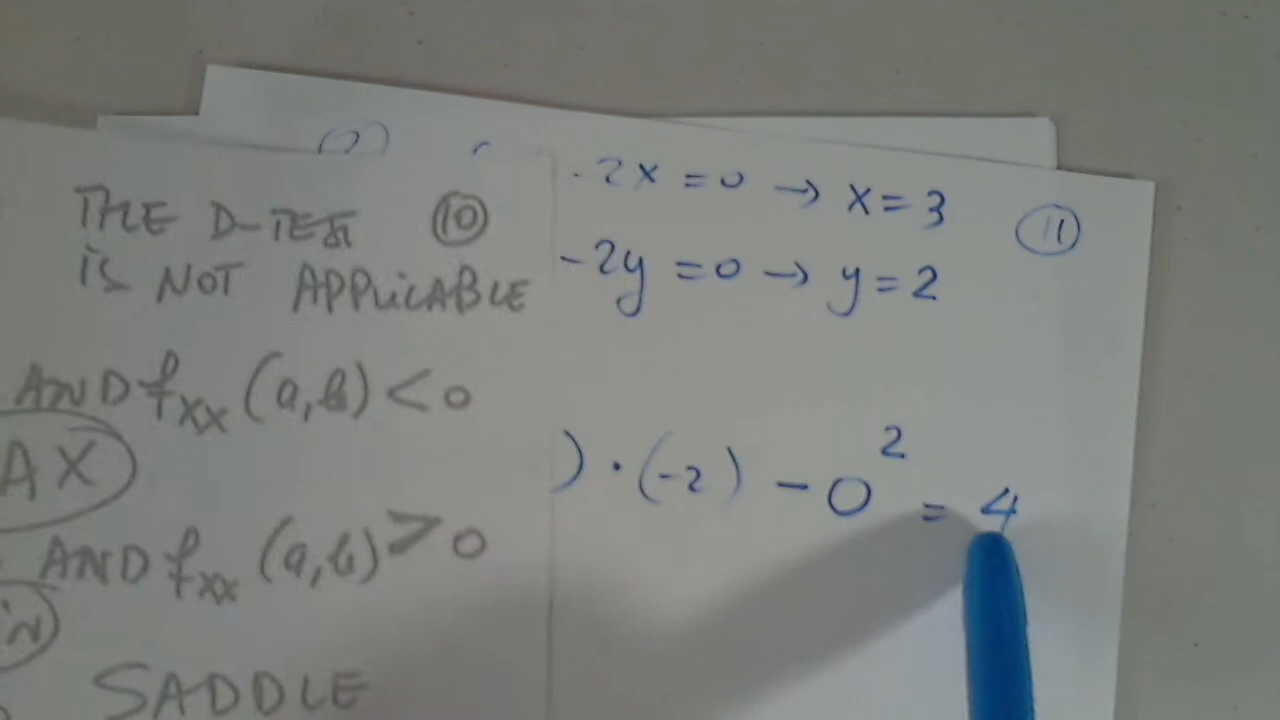 THE D-TEST ⑩
IS NOT APPLICABLE
AND fxx (a,b) < 0
AX
AND fxx (a,b) > 0
IN
SADDLE
- 2x = 0 → x = 3
⑪
- 2y = 0 → y = 2
) · (-2) - 0² = 4